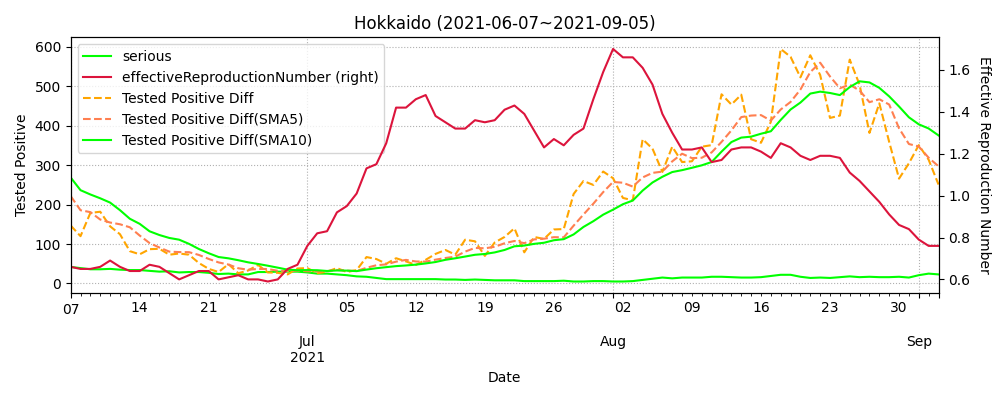 Hokkaido (2021-06-07~2021-09-05)
serious
effectiveReproductionNumber (right)
Tested Positive Diff
Tested Positive Diff(SMA5)
Tested Positive Diff(SMA10)
Tested Positive
600
500
400
300
200
100
0
Effective Reproduction Number
1.6
1.4
1.2
1.0
0.8
0.6
07 14 21 28 05 12 19 26 02 09 16 23 30
Jul Aug Sep
2021
Date